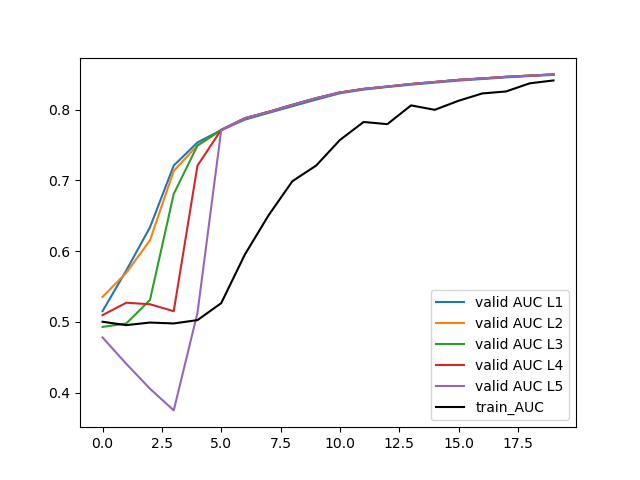 0.8
0.7
0.6
0.5
0.4
0.0 2.5 5.0 7.5 10.0 12.5 15.0 17.5
valid AUC L1
valid AUC L2
valid AUC L3
valid AUC L4
valid AUC L5
train_AUC